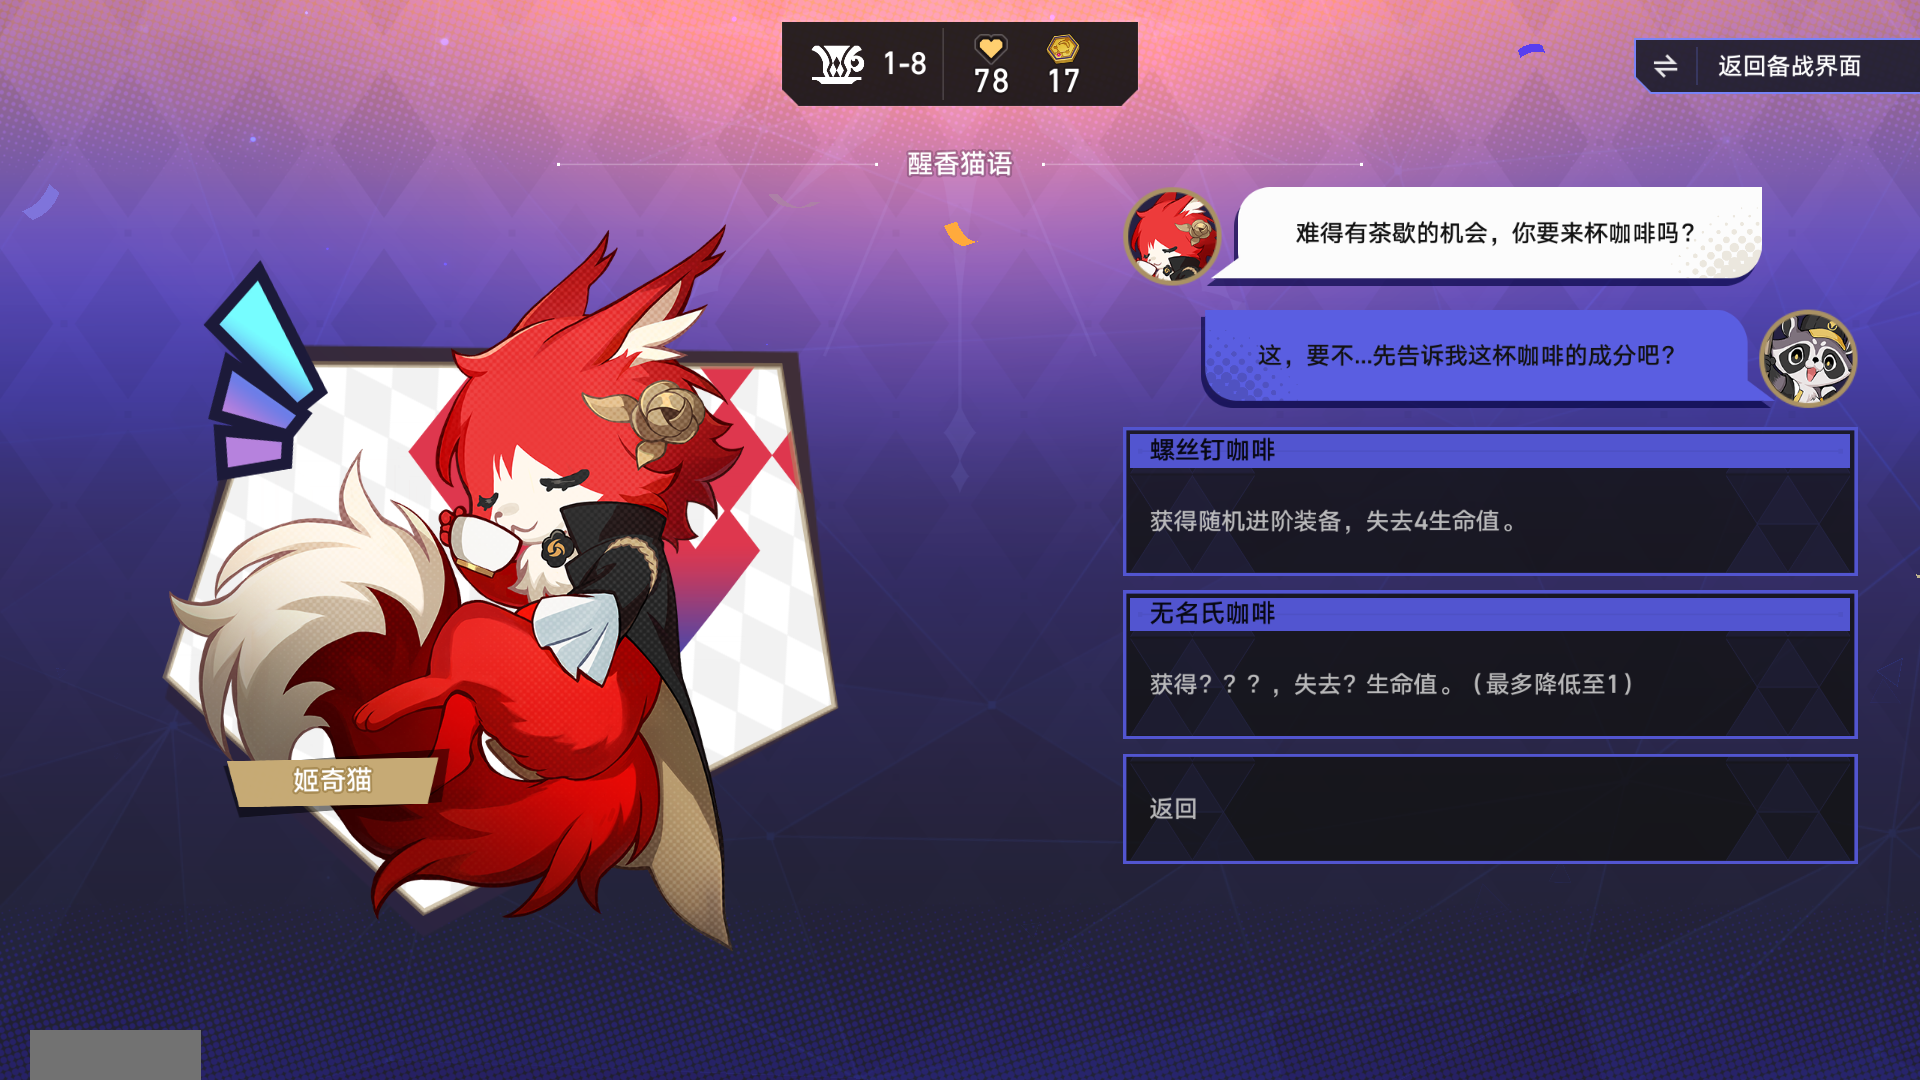 1-8
78
17
返回备战界面
醒香猫语
难得有茶歇的机会，你要来杯咖啡吗？
这，要不...先告诉我这杯咖啡的成分吧？
螺丝钉咖啡
获得随机进阶装备，失去4生命值。
无名氏咖啡
获得？？？，失去？生命值。（最多降低至1）
返回
姬奇猫